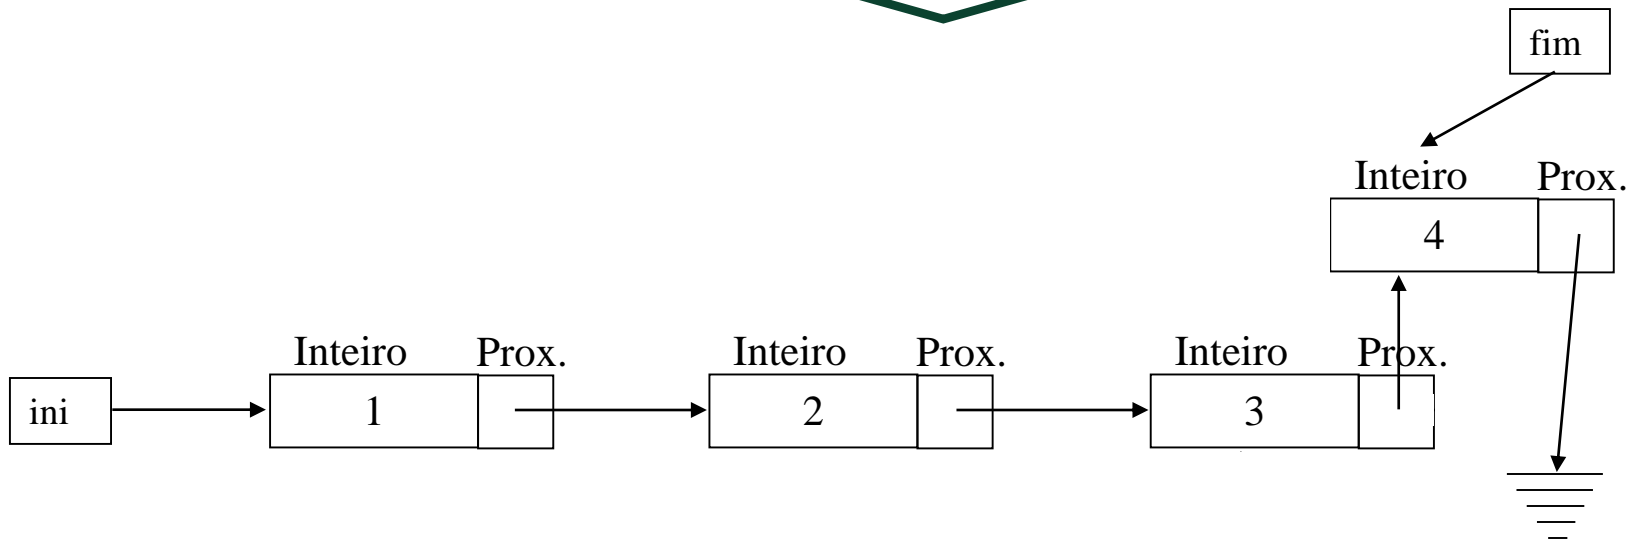 fim
Inteiro Prox.
4
Inteiro Prox. Inteiro Prox. Inteiro Prox.
ini 1 2 3